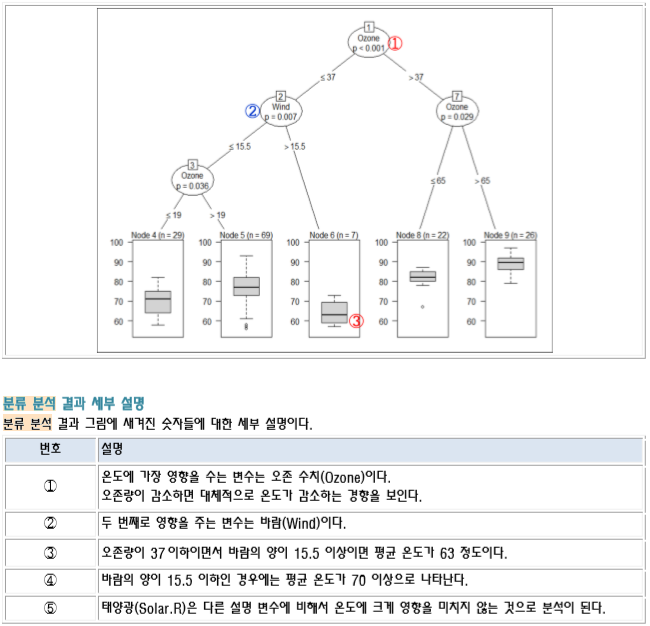 1
Ozone
p < 0.001
①
≤ 37
> 37
2
Wind
p = 0.007
②
7
Ozone
p = 0.029
≤ 15.5
> 15.5
3
Ozone
p = 0.036
≤ 65
> 65
≤ 19
> 19
Node 4 (n = 29)
Node 5 (n = 69)
Node 6 (n = 7)
Node 8 (n = 22)
Node 9 (n = 26)
100 100 100 100 100
90 90 90 90 90
80 80 80 80 80
70 70 70 70 70
60 60 60 60 60
③
분류 분석 결과 세부 설명
분류 분석 결과 그림에 새겨진 숫자들에 대한 세부 설명이다.
번호 설명
① 온도에 가장 영향을 수는 변수는 오존 수치(Ozone)이다.
오존량이 감소하면 대체적으로 온도가 감소하는 경향을 보인다.
② 두 번째로 영향을 주는 변수는 바람(Wind)이다.
③ 오존량이 37이하이면서 바람의 양이 15.5 이상이면 평균 온도가 63 정도이다.
④ 바람의 양이 15.5 이하인 경우에는 평균 온도가 70 이상으로 나타난다.
⑤ 태양광(Solar.R)은 다른 설명 변수에 비해서 온도에 크게 영향을 미치지 않는 것으로 분석이 된다.